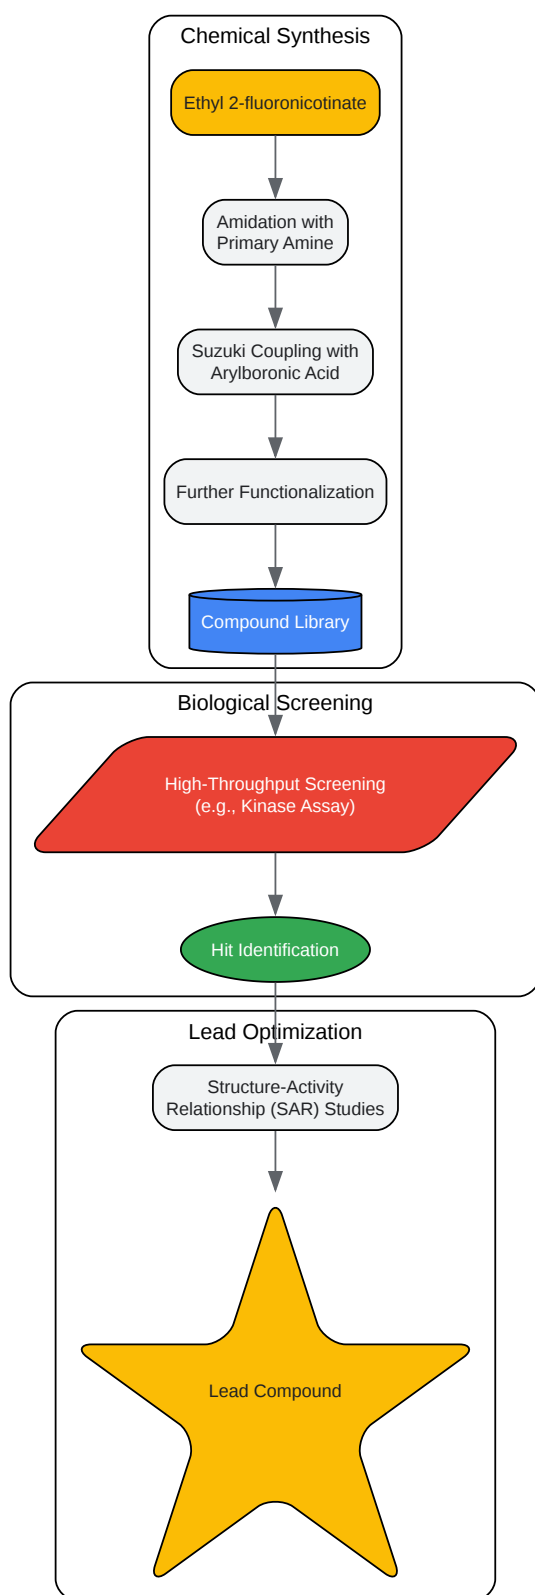 Chemical Synthesis
Ethyl 2-fluoronicotinate
Amidation with
Primary Amine
Suzuki Coupling with
Arylboronic Acid
Further Functionalization
Compound Library
Biological Screening
High-Throughput Screening
(e.g., Kinase Assay)
Hit Identification
Lead Optimization
Structure-Activity
Relationship (SAR) Studies
Lead Compound